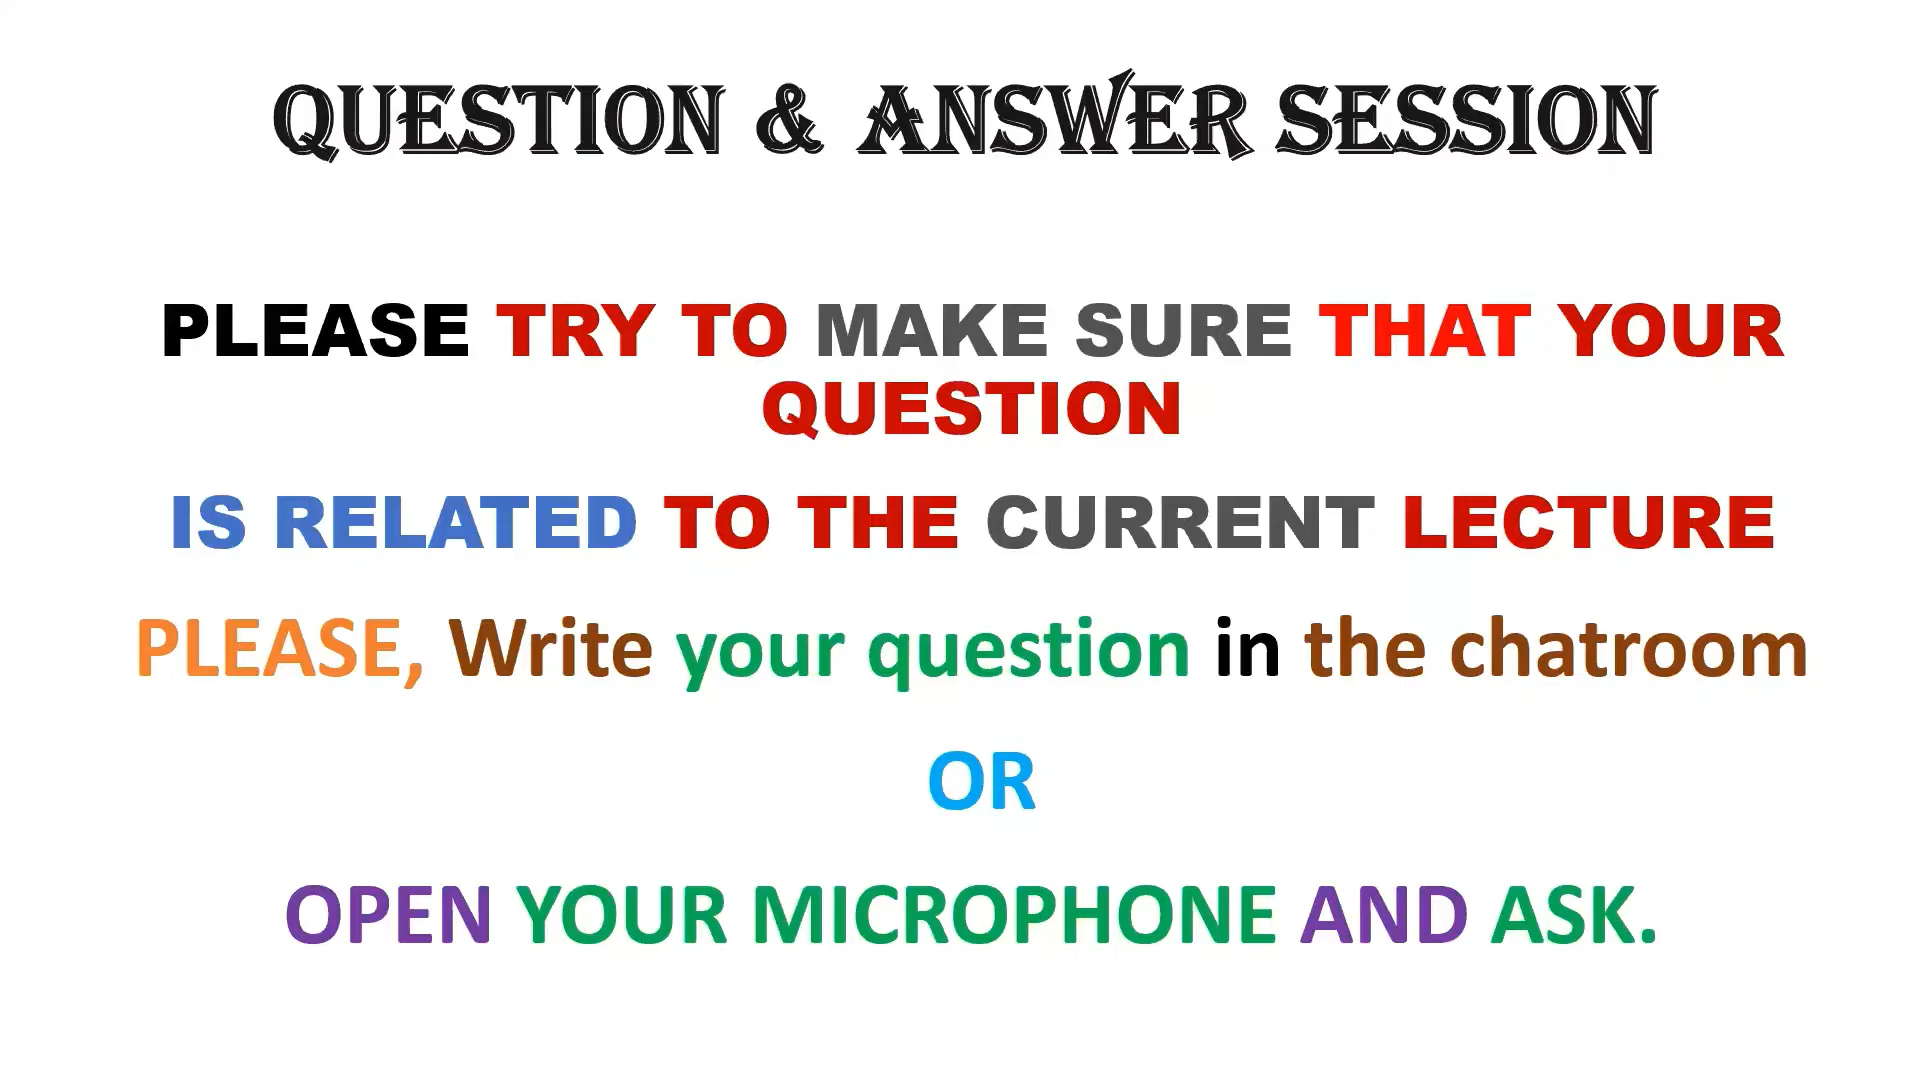 QUESTION & ANSWER SESSION
PLEASE TRY TO MAKE SURE THAT YOUR
QUESTION
IS RELATED TO THE CURRENT LECTURE
PLEASE, Write your question in the chatroom
OR
OPEN YOUR MICROPHONE AND ASK.